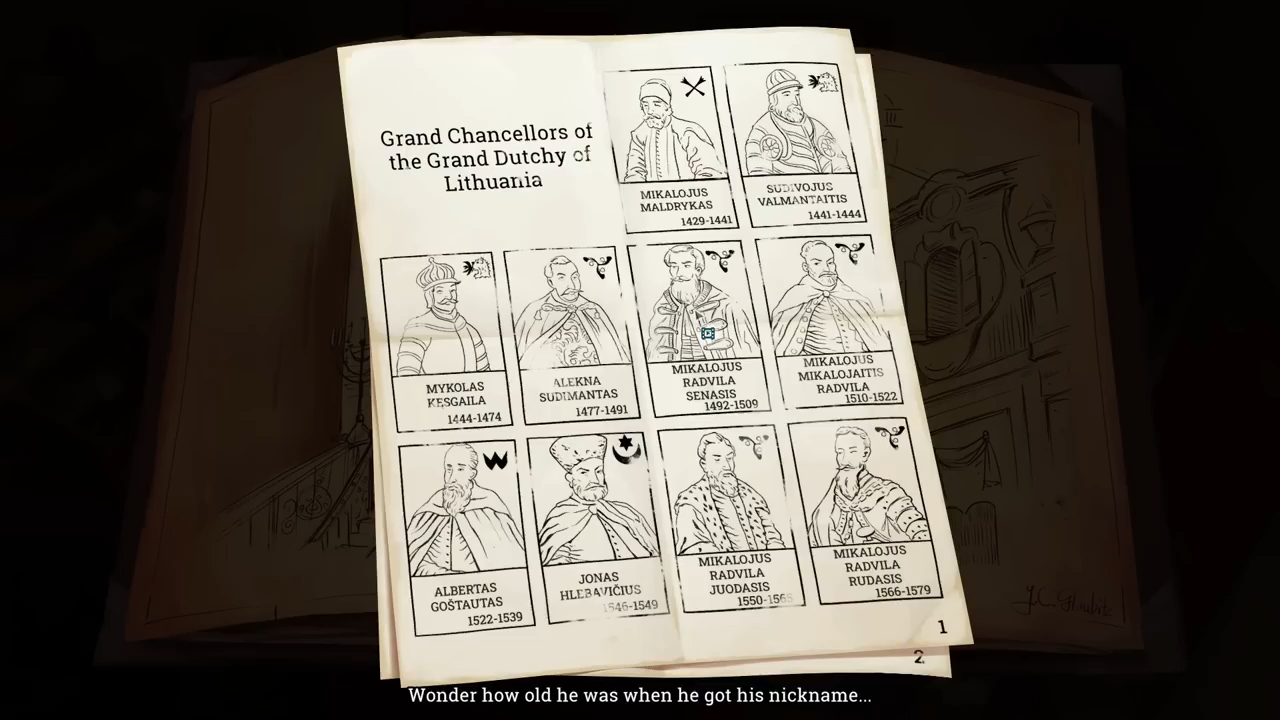 Grand Chancellors of
the Grand Dutchy of
Lithuania
MIKALOJUS
MALDRYKAS
1429-1441
SUDIVOJUS
VALMANTAITIS
1441-1444
MYKOLAS
KĘSGAILA
1444-1474
ALEKNA
SUDIMANTAS
1477-1491
MIKALOJUS
RADVILA
SENASIS
1492-1509
MIKALOJUS
MIKALOJAITIS
RADVILA
1510-1522
ALBERTAS
GOŠTAUTAS
1522-1539
JONAS
HLEBAVIČIUS
1546-1549
MIKALOJUS
RADVILA
JUODASIS
1550-1565
MIKALOJUS
RADVILA
RUDASIS
1566-1579
1
2
Wonder how old he was when he got his nickname...